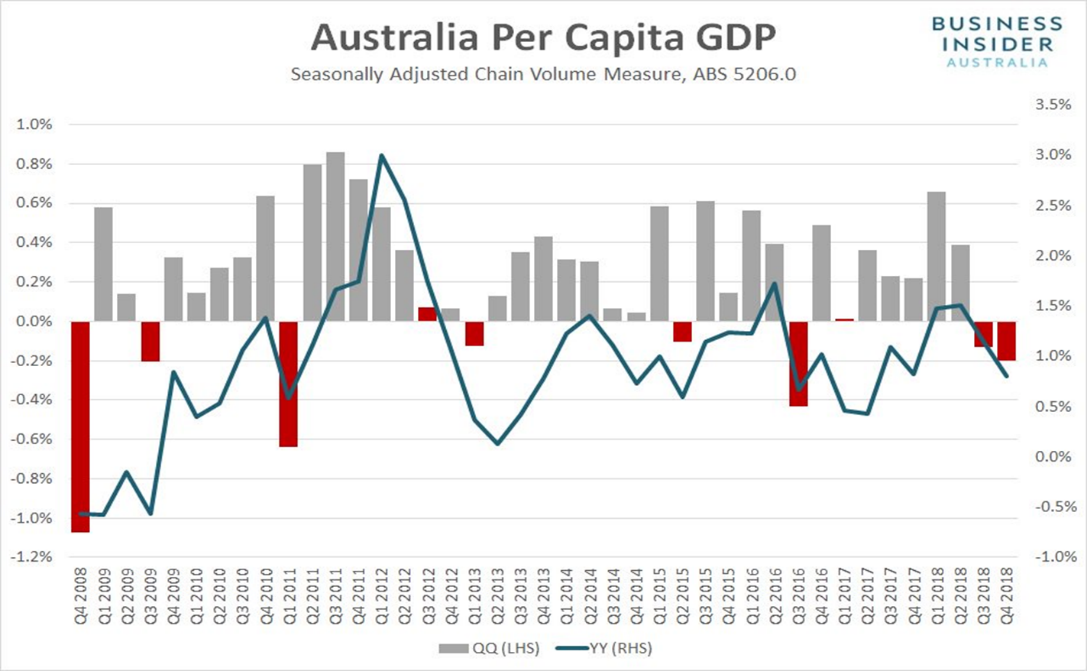 Australia Per Capita GDP
Seasonally Adjusted Chain Volume Measure, ABS 5206.0
BUSINESS
INSIDER
AUSTRALIA
1.0%
0.8%
0.6%
0.4%
0.2%
0.0%
-0.2%
-0.4%
-0.6%
-0.8%
-1.0%
-1.2%
3.5%
3.0%
2.5%
2.0%
1.5%
1.0%
0.5%
0.0%
-0.5%
-1.0%
Q4 2008
Q1 2009
Q2 2009
Q3 2009
Q4 2009
Q1 2010
Q2 2010
Q3 2010
Q4 2010
Q1 2011
Q2 2011
Q3 2011
Q4 2011
Q1 2012
Q2 2012
Q3 2012
Q4 2012
Q1 2013
Q2 2013
Q3 2013
Q4 2013
Q1 2014
Q2 2014
Q3 2014
Q4 2014
Q1 2015
Q2 2015
Q3 2015
Q4 2015
Q1 2016
Q2 2016
Q3 2016
Q4 2016
Q1 2017
Q2 2017
Q3 2017
Q4 2017
Q1 2018
Q2 2018
Q3 2018
Q4 2018
QQ (LHS)
YY (RHS)